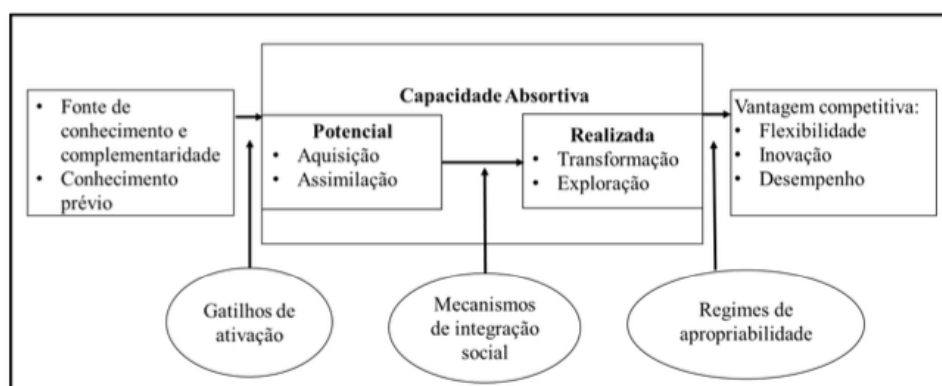 • Fonte de
conhecimento e
complementaridade
• Conhecimento
prévio
Capacidade Absortiva
Potencial
• Aquisição
• Assimilação
Realizada
• Transformação
• Exploração
Vantagem competitiva:
• Flexibilidade
• Inovação
• Desempenho
Gatilhos de
ativação
Mecanismos
de integração
social
Regimes de
apropriabilidade